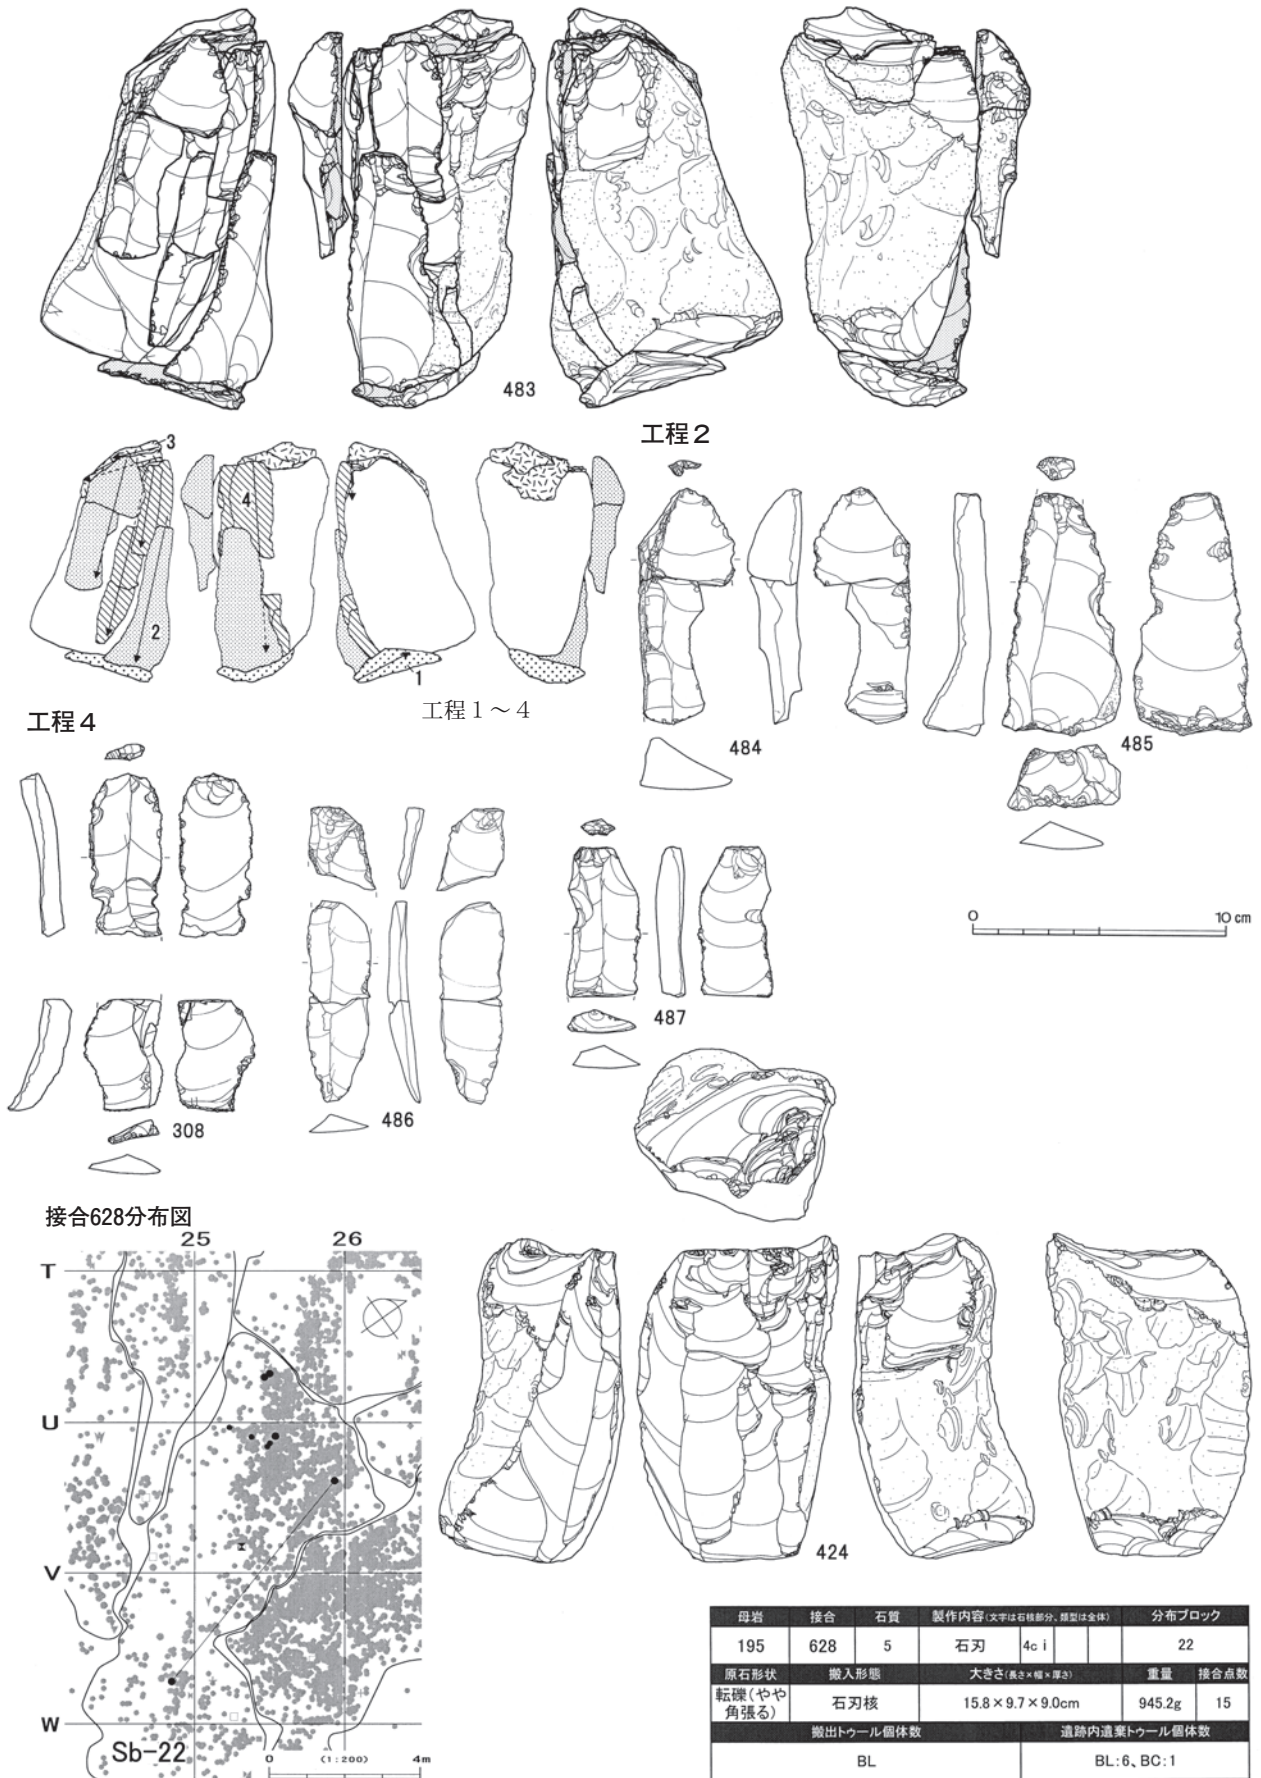 483
工程2
3
4
2
1
工程1～4
484
485
工程4
0 10cm
308
486
487
接合628分布図
25 26
T
U
V
W
Sb-22
0 (1:200) 4m
424
母岩 接合 石質 製作内容(文字は石核部分、類型は全体) 分布ブロック
195 628 5 石刃 4c i 22
原石形状 搬入形態 大きさ(長さ×幅×厚さ) 重量 接合点数
転礫(やや角張る) 石刃核 15.8×9.7×9.0cm 945.2g 15
搬出トゥール個体数 遺跡内遺棄トゥール個体数
BL BL:6、BC:1